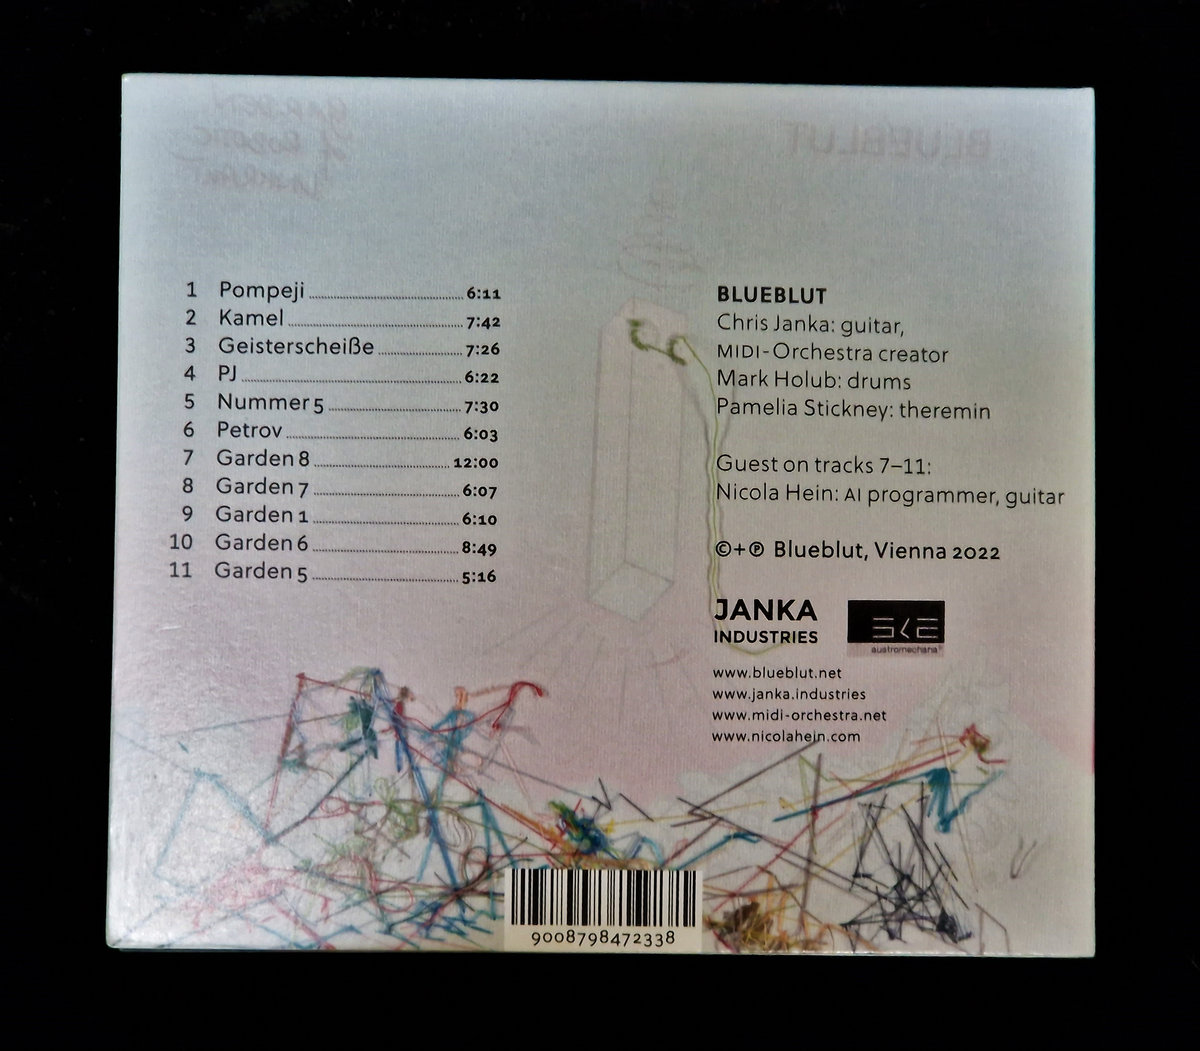 GARDEN
of ROBOTIC
BLUEBLUT
1 Pompeji 6:11
2 Kamel 7:42
3 Geisterscheiße 7:26
4 PJ 6:22
5 Nummer 5 7:30
6 Petrov 6:03
7 Garden 8 12:00
8 Garden 7 6:07
9 Garden 1 6:10
10 Garden 6 8:49
11 Garden 5 5:16
BLUEBLUT
Chris Janka: guitar,
MIDI-Orchestra creator
Mark Holub: drums
Pamelia Stickney: theremin
Guest on tracks 7–11:
Nicola Hein: AI programmer, guitar
©+℗ Blueblut, Vienna 2022
JANKA
INDUSTRIES
SKE
austromechana®
www.blueblut.net
www.janka.industries
www.midi-orchestra.net
www.nicolahein.com
9008798472338